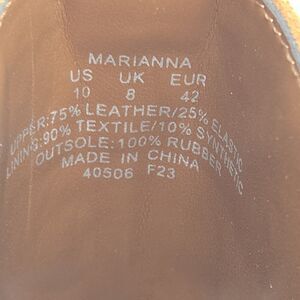 MARIANNA
US UK EUR
10 8 42
UPPER:75% LEATHER/25% ELASTIC
LINING:90% TEXTILE/10% SYNTHETIC
OUTSOLE:100% RUBBER
MADE IN CHINA
40506 F23